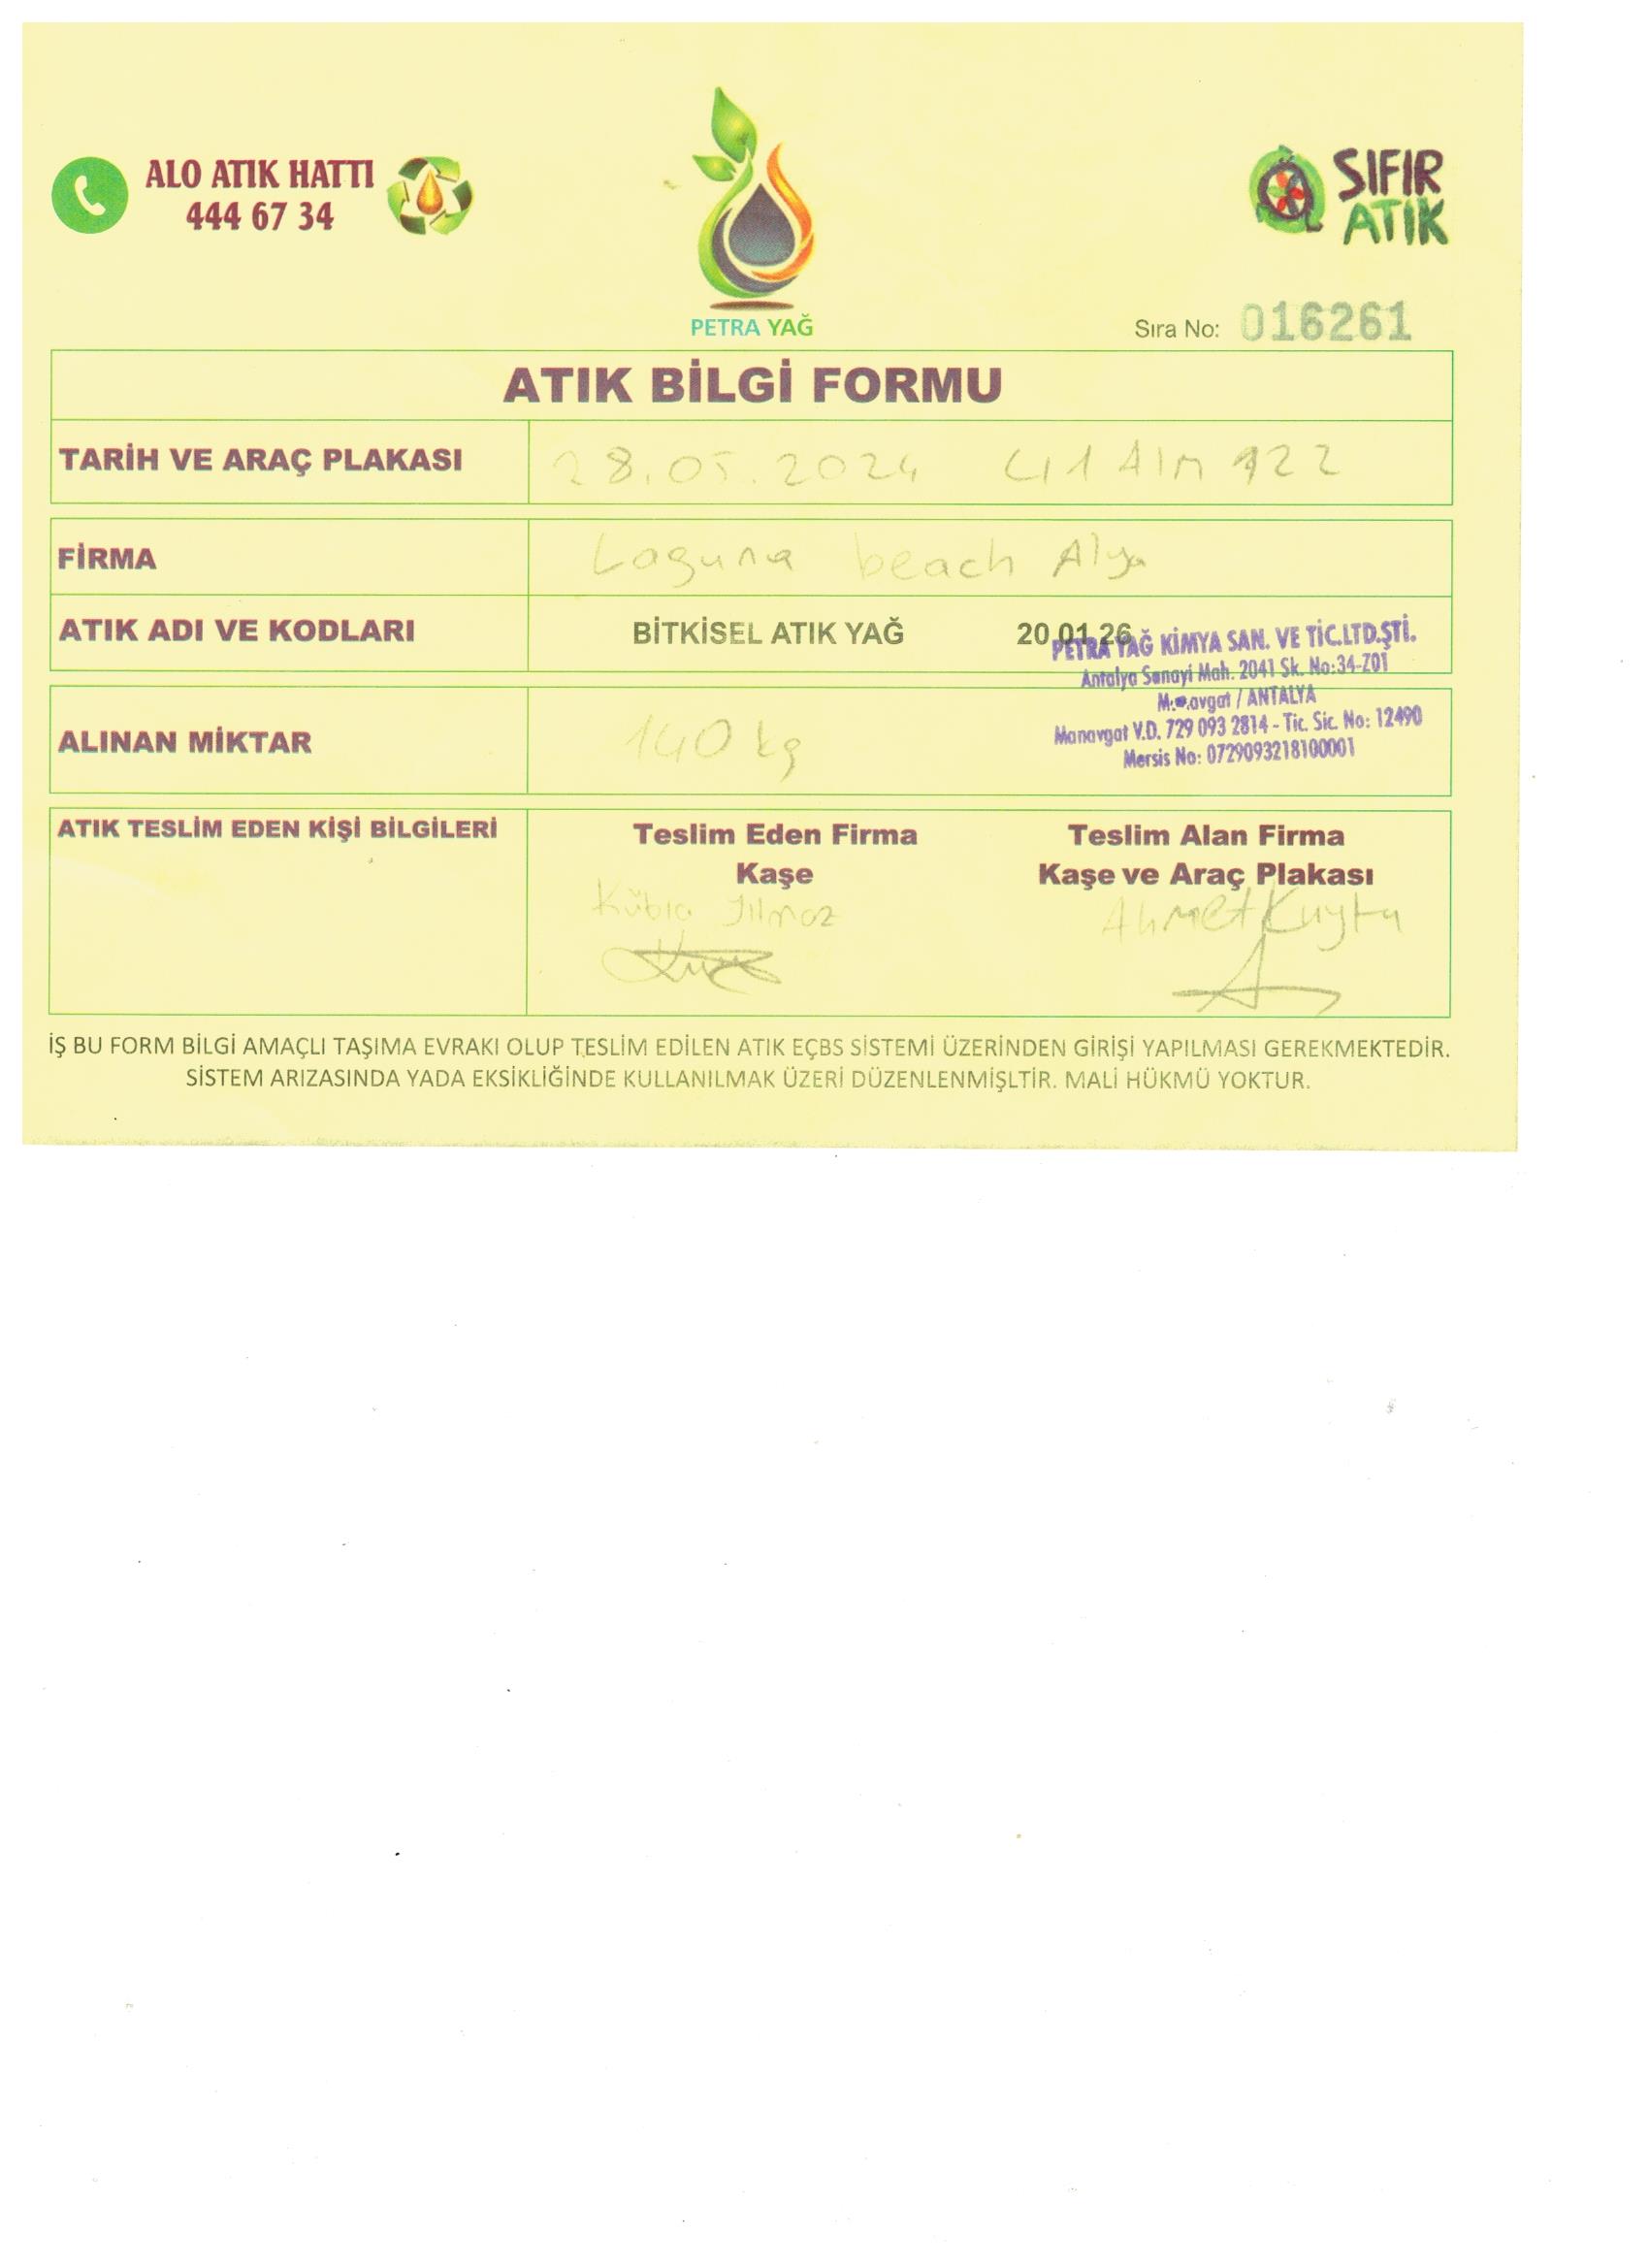 ALO ATIK HATTI
444 67 34
SIFIR
ATIK
PETRA YAĞ
Sıra No: 016261
ATIK BİLGİ FORMU
TARİH VE ARAÇ PLAKASI 28.05.2024 41 AIM 122
FİRMA Laguna beach Alya
ATIK ADI VE KODLARI BİTKİSEL ATIK YAĞ 20.01.26
PETRA YAĞ KİMYA SAN. VE TİC.LTD.ŞTİ.
Antalya Sanayi Mah. 2041 Sk. No:34-Z01
Manavgat / ANTALYA
Manavgat V.D. 729 093 2814 - Tic. Sic. No: 12490
Mersis No: 0729093218100001
ALINAN MİKTAR 140 kg
ATIK TESLİM EDEN KİŞİ BİLGİLERİ
Teslim Eden Firma
Kaşe
Kübra Yılmaz
Teslim Alan Firma
Kaşe ve Araç Plakası
Ahmet
İŞ BU FORM BİLGİ AMAÇLI TAŞIMA EVRAKI OLUP TESLİM EDİLEN ATIK EÇBS SİSTEMİ ÜZERİNDEN GİRİŞİ YAPILMASI GEREKMEKTEDİR.
SİSTEM ARIZASINDA YADA EKSİKLİĞİNDE KULLANILMAK ÜZERİ DÜZENLENMİŞLTİR. MALİ HÜKMÜ YOKTUR.